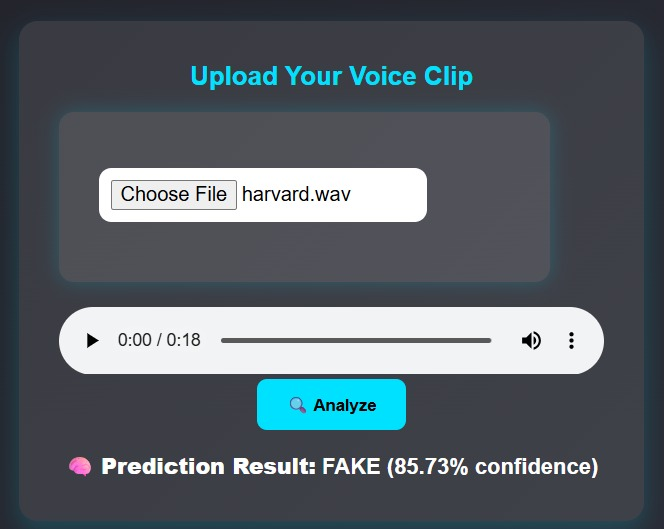 Upload Your Voice Clip
Choose File harvard.wav
0:00 / 0:18
🔍 Analyze
🧠 Prediction Result: FAKE (85.73% confidence)